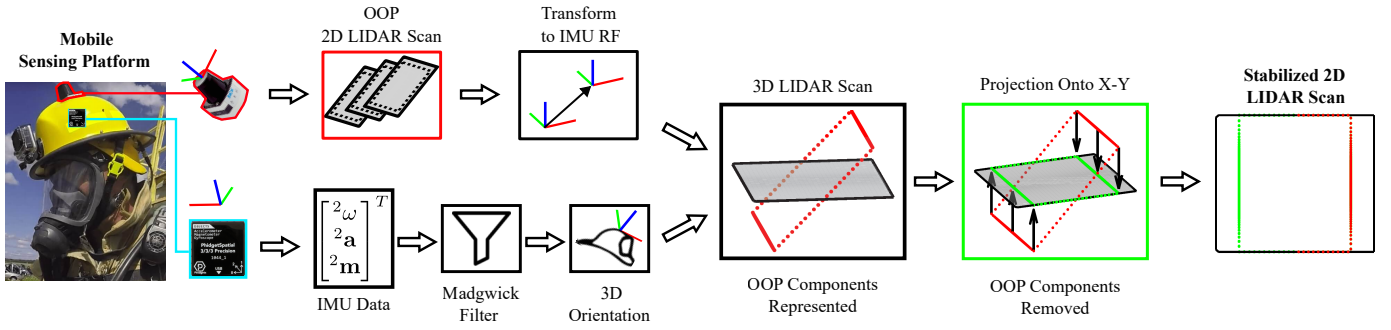 Mobile
Sensing Platform
OOP
2D LIDAR Scan
Transform
to IMU RF
3D LIDAR Scan
Projection Onto X-Y
Stabilized 2D
LIDAR Scan
PhidgetSpatial
3/3/3 Precision
1044_1
USB
[²ω
²a
²m]ᵀ
IMU Data
Madgwick
Filter
3D
Orientation
OOP Components
Represented
OOP Components
Removed